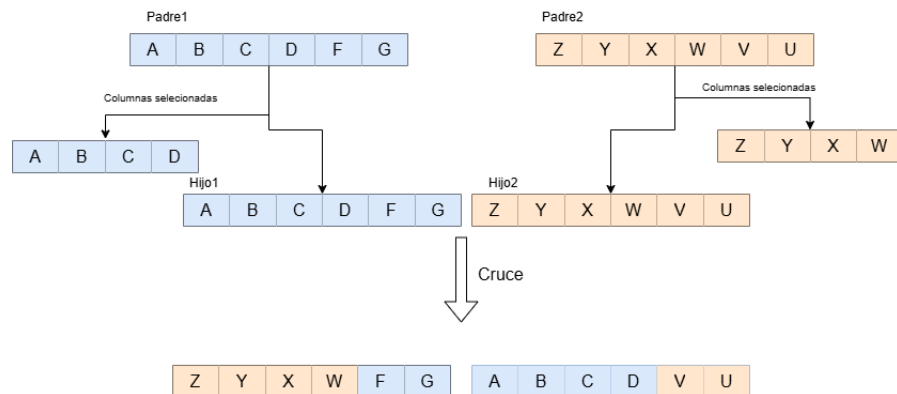 Padre1
Padre2
A B C D F G
Z Y X W V U
Columnas selecionadas
Columnas selecionadas
A B C D
Z Y X W
Hijo1
Hijo2
A B C D F G
Z Y X W V U
Cruce
Z Y X W F G
A B C D V U